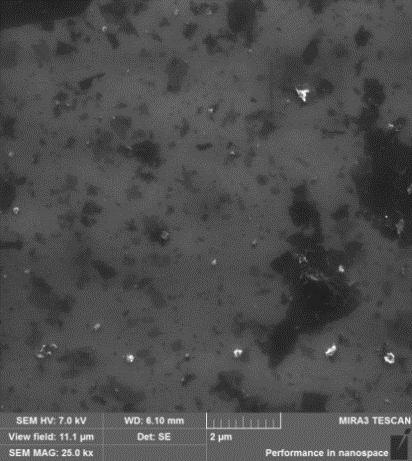 SEM HV: 7.0 kV WD: 6.10 mm MIRA3 TESCAN
View field: 11.1 µm Det: SE 2 µm
SEM MAG: 25.0 kx Performance in nanospace